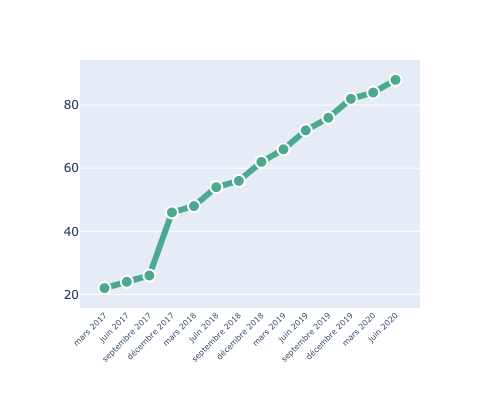 80
60
40
20
mars 2017
juin 2017
septembre 2017
décembre 2017
mars 2018
juin 2018
septembre 2018
décembre 2018
mars 2019
juin 2019
septembre 2019
décembre 2019
mars 2020
juin 2020